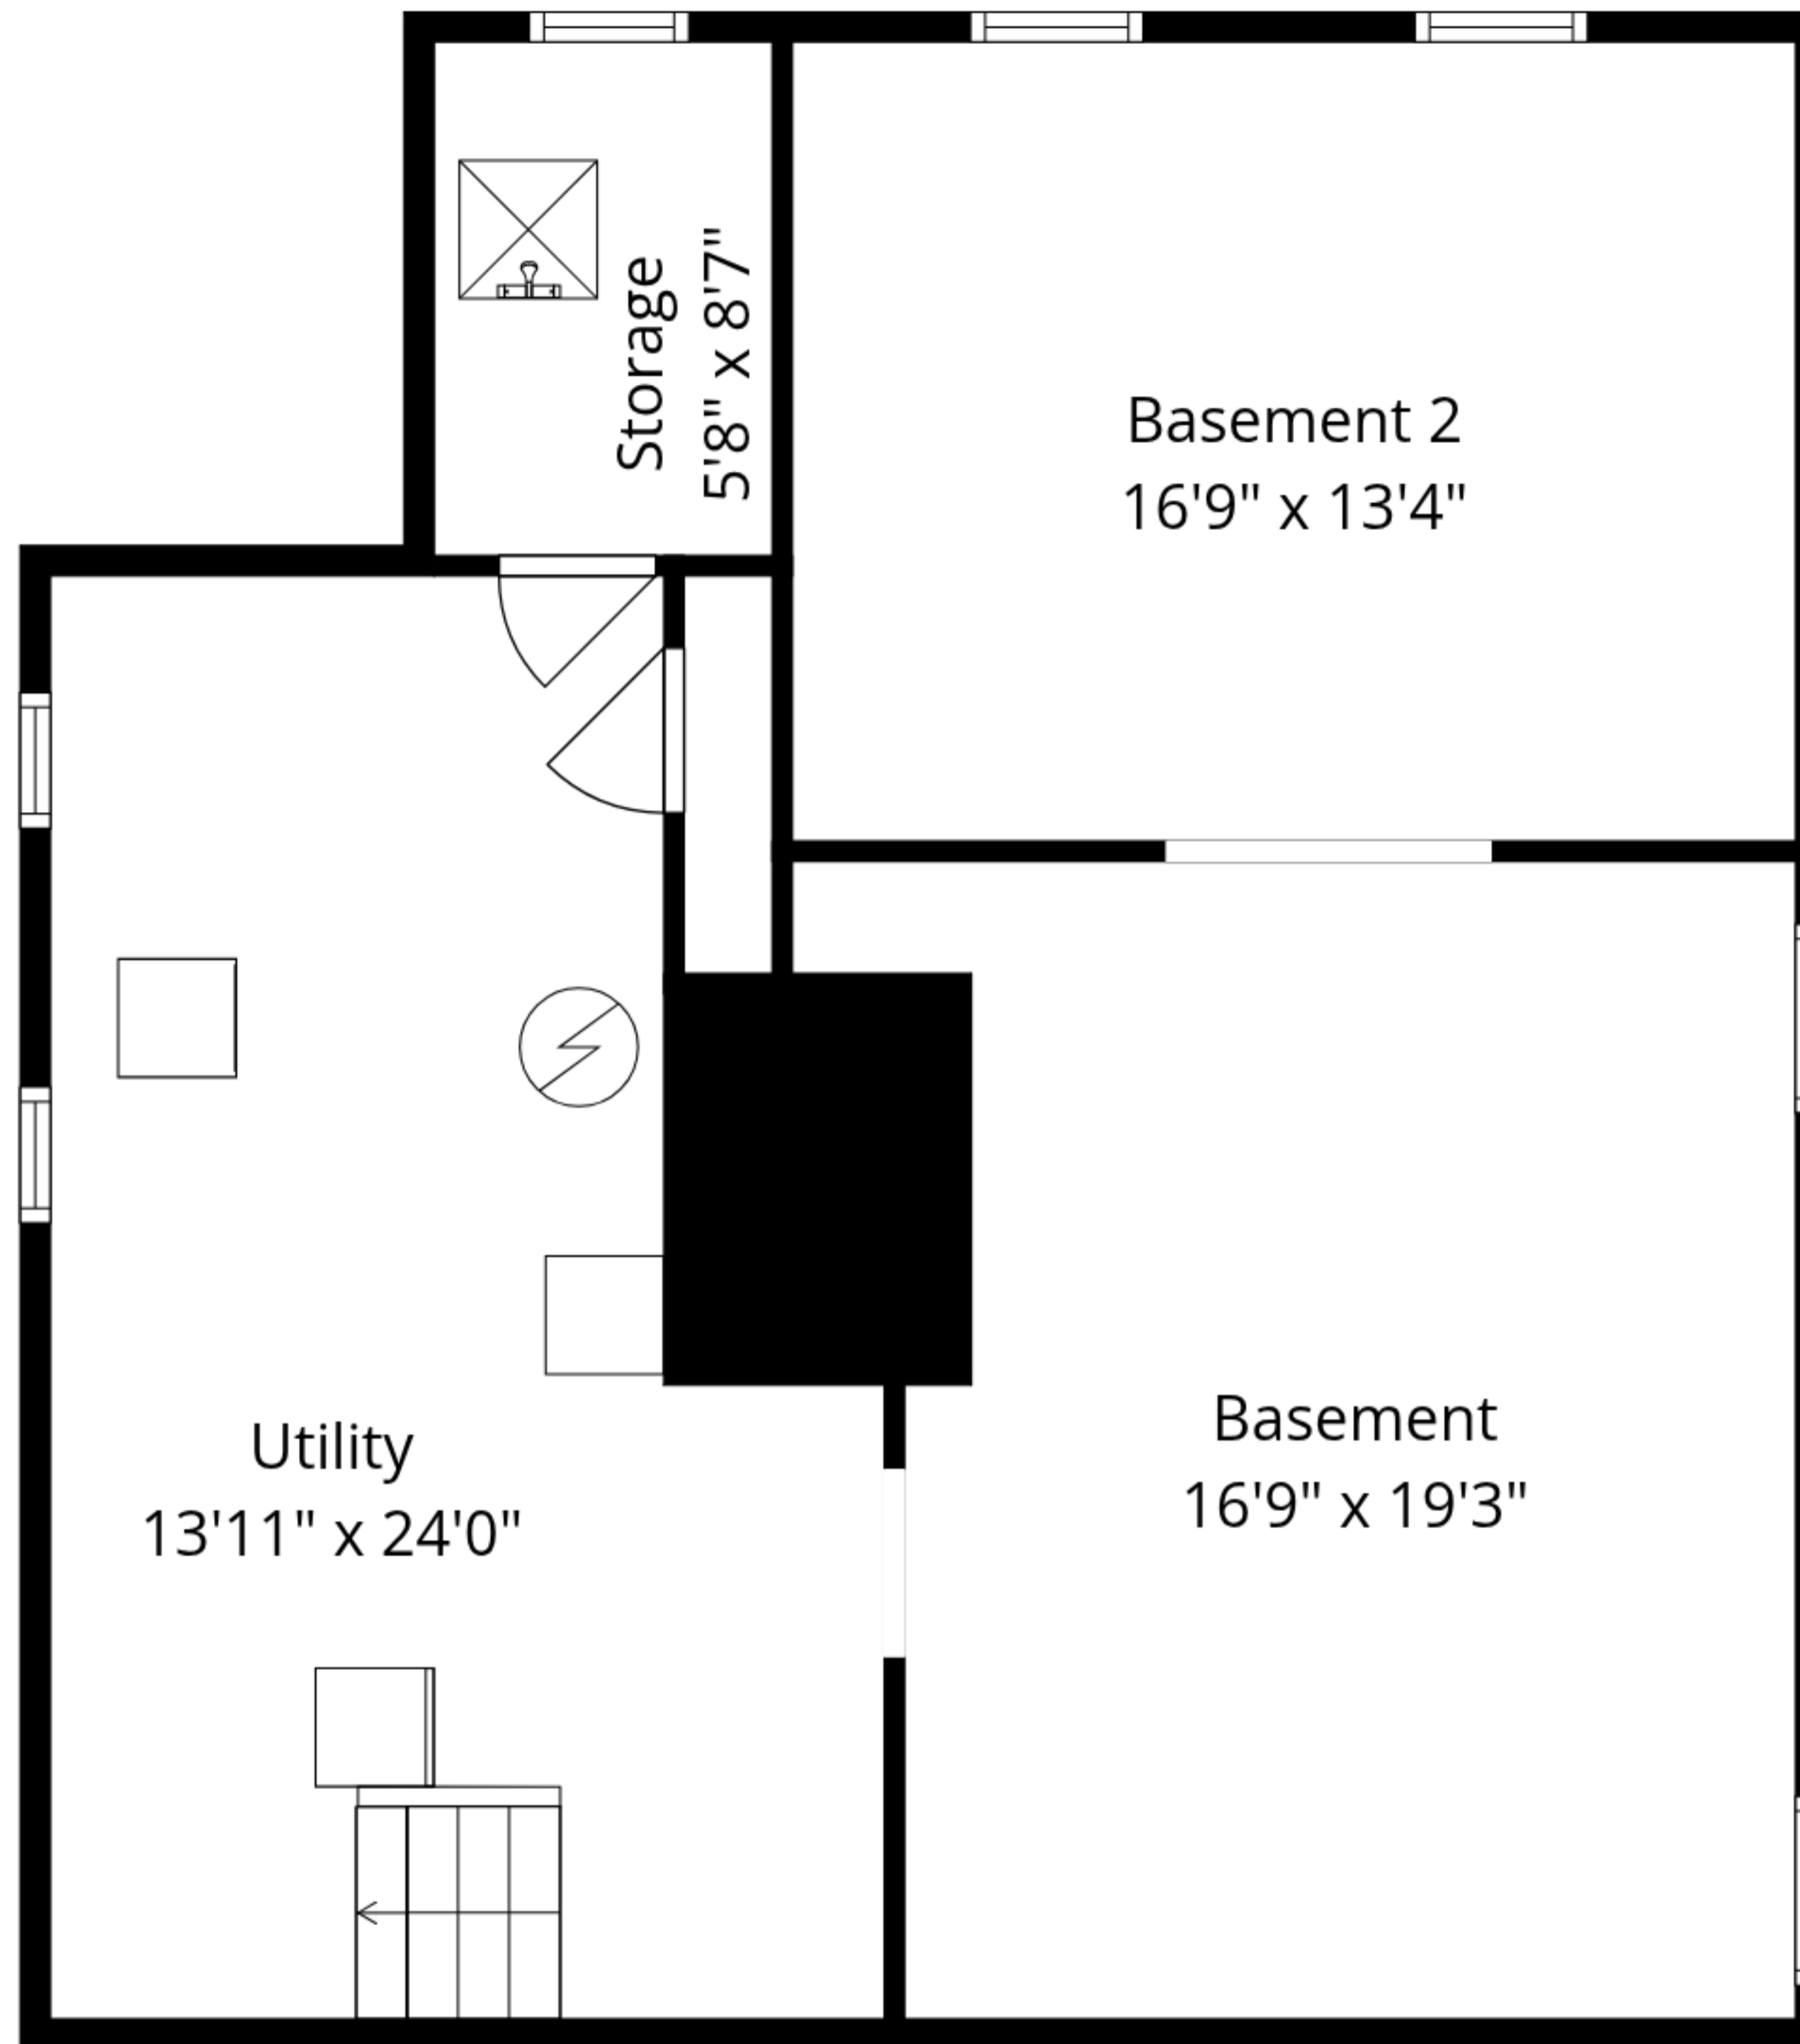 Storage
5'8" x 8'7"
Basement 2
16'9" x 13'4"
Utility
13'11" x 24'0"
Basement
16'9" x 19'3"